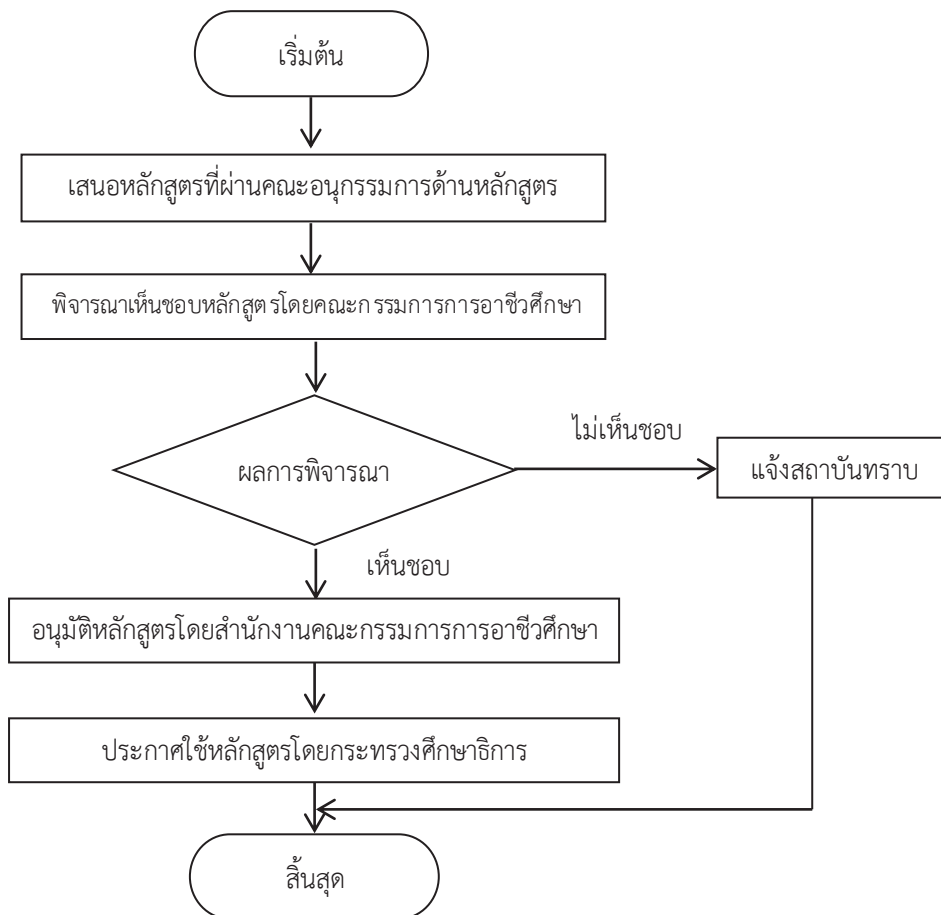 เริ่มต้น
เสนอหลักสูตรที่ผ่านคณะอนุกรรมการด้านหลักสูตร
พิจารณาเห็นชอบหลักสูตรโดยคณะกรรมการการอาชีวศึกษา
ไม่เห็นชอบ
ผลการพิจารณา
แจ้งสถาบันทราบ
เห็นชอบ
อนุมัติหลักสูตรโดยสำนักงานคณะกรรมการการอาชีวศึกษา
ประกาศใช้หลักสูตรโดยกระทรวงศึกษาธิการ
สิ้นสุด